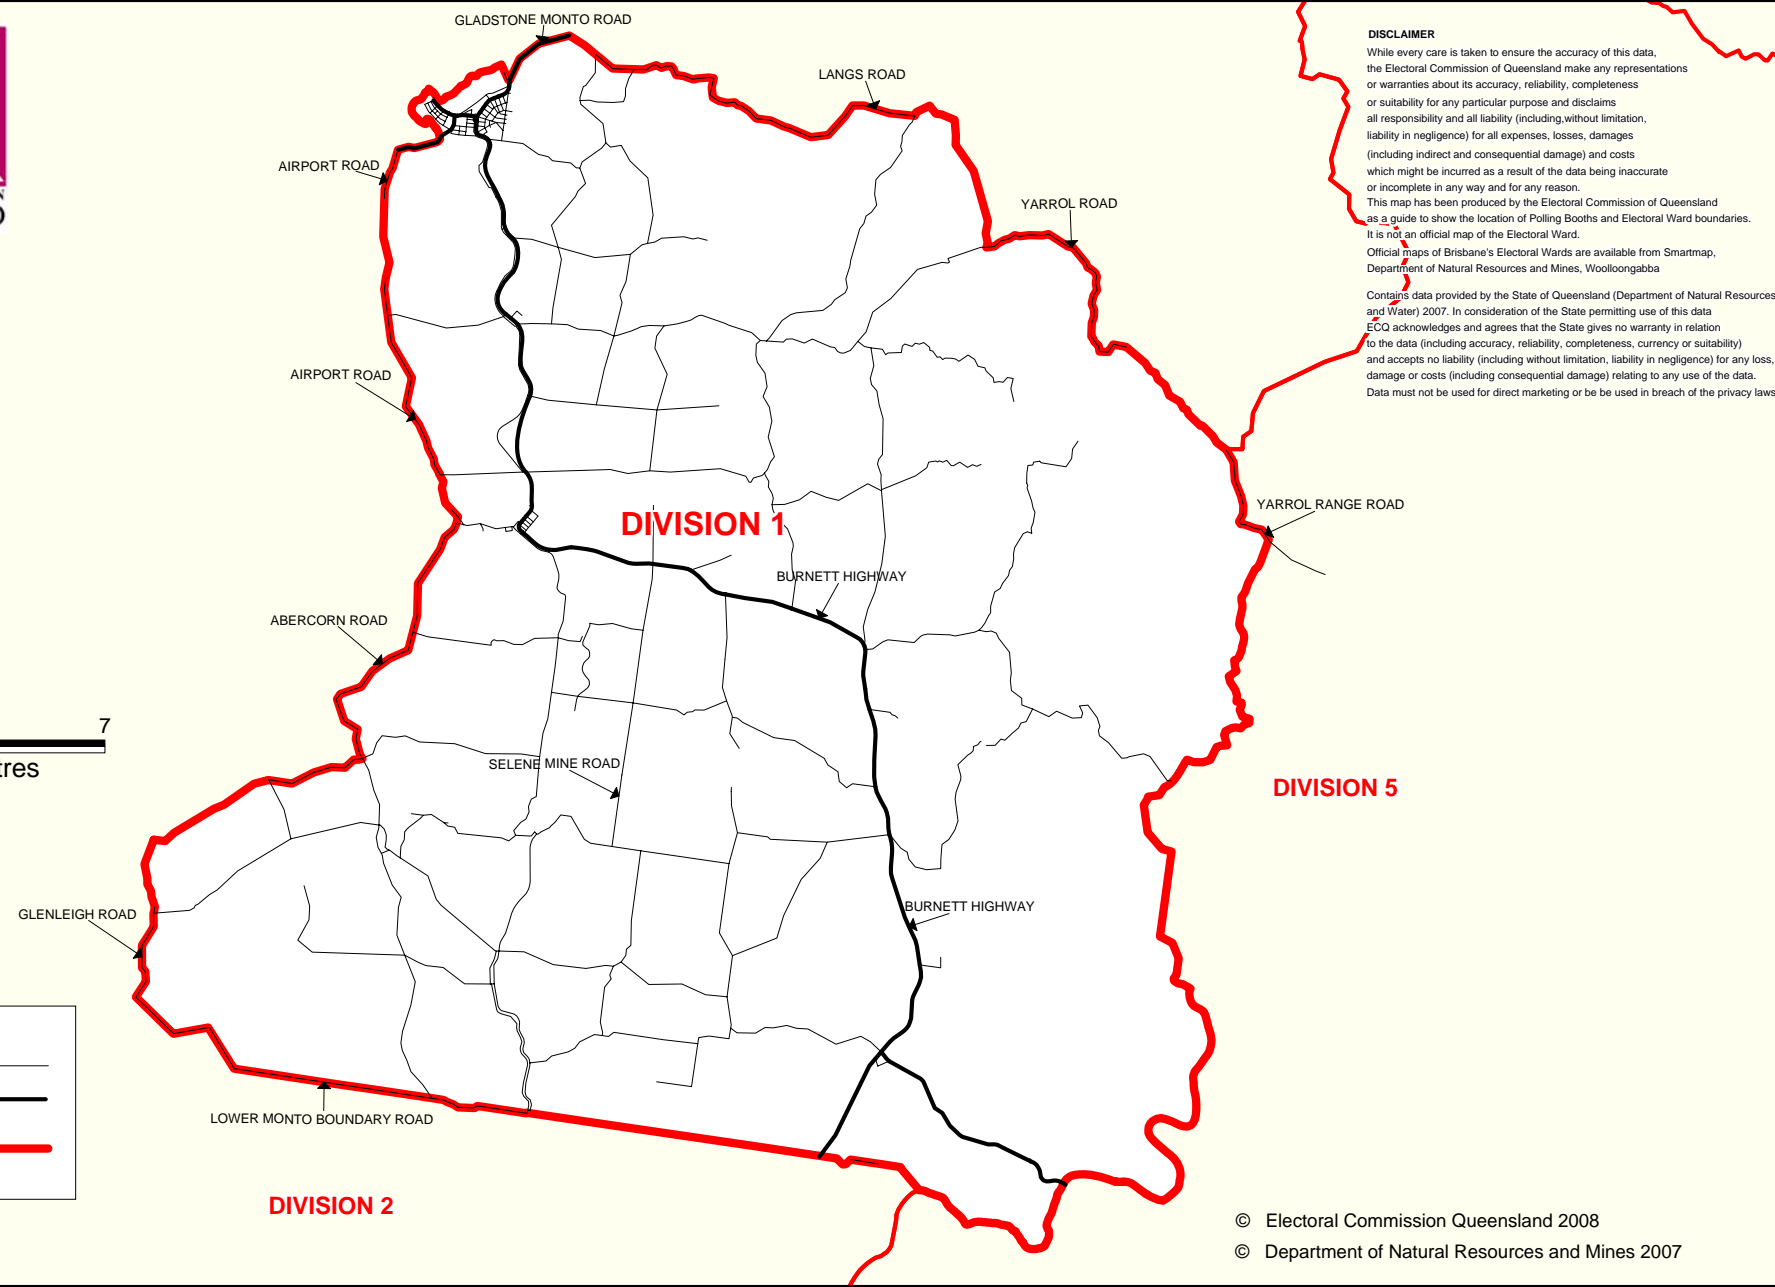 GLADSTONE MONTO ROAD
LANGS ROAD
AIRPORT ROAD
YARROL ROAD
AIRPORT ROAD
DIVISION 1
YARROL RANGE ROAD
BURNETT HIGHWAY
ABERCORN ROAD
7
tres
SELENE MINE ROAD
DIVISION 5
BURNETT HIGHWAY
GLENLEIGH ROAD
LOWER MONTO BOUNDARY ROAD
DIVISION 2
DISCLAIMER
While every care is taken to ensure the accuracy of this data,
the Electoral Commission of Queensland make any representations
or warranties about its accuracy, reliability, completeness
or suitability for any particular purpose and disclaims
all responsibility and all liability (including,without limitation,
liability in negligence) for all expenses, losses, damages
(including indirect and consequential damage) and costs
which might be incurred as a result of the data being inaccurate
or incomplete in any way and for any reason.
This map has been produced by the Electoral Commission of Queensland
as a guide to show the location of Polling Booths and Electoral Ward boundaries.
It is not an official map of the Electoral Ward.
Official maps of Brisbane's Electoral Wards are available from Smartmap,
Department of Natural Resources and Mines, Woolloongabba
Contains data provided by the State of Queensland (Department of Natural Resources
and Water) 2007. In consideration of the State permitting use of this data
ECQ acknowledges and agrees that the State gives no warranty in relation
to the data (including accuracy, reliability, completeness, currency or suitability)
and accepts no liability (including without limitation, liability in negligence) for any loss,
damage or costs (including consequential damage) relating to any use of the data.
Data must not be used for direct marketing or be be used in breach of the privacy laws
© Electoral Commission Queensland 2008
© Department of Natural Resources and Mines 2007